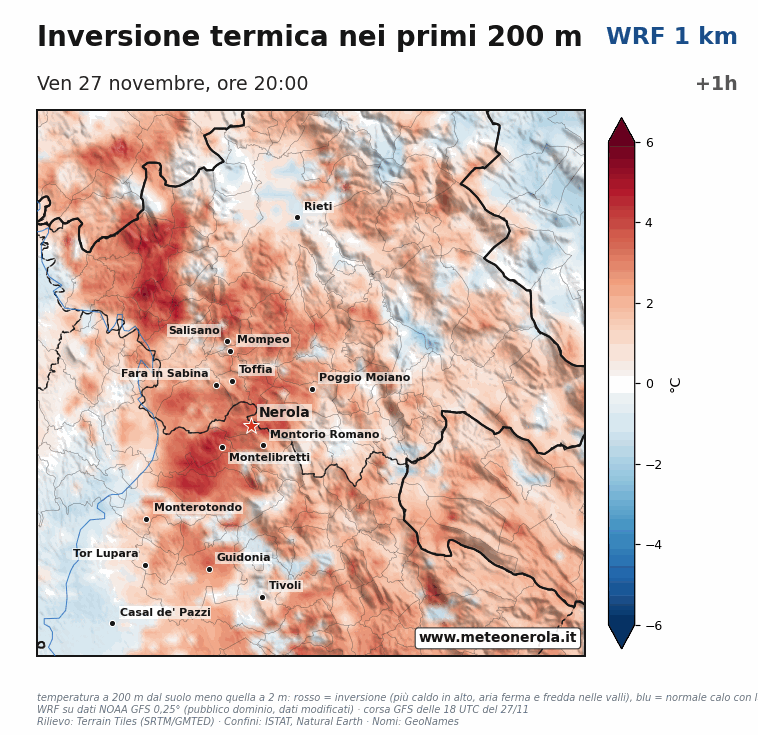 Inversione termica nei primi 200 m WRF 1 km
Ven 27 novembre, ore 20:00 +1h
Rieti
Salisano
Mompeo
Toffia
Fara in Sabina
Poggio Moiano
Nerola
Montorio Romano
Montelibretti
Monterotondo
Tor Lupara
Guidonia
Tivoli
Casal de' Pazzi
www.meteonerola.it
6
4
2
0
−2
−4
−6
°C
temperatura a 200 m dal suolo meno quella a 2 m: rosso = inversione (più caldo in alto, aria ferma e fredda nelle valli), blu = normale calo con l
WRF su dati NOAA GFS 0,25° (pubblico dominio, dati modificati) · corsa GFS delle 18 UTC del 27/11
Rilievo: Terrain Tiles (SRTM/GMTED) · Confini: ISTAT, Natural Earth · Nomi: GeoNames